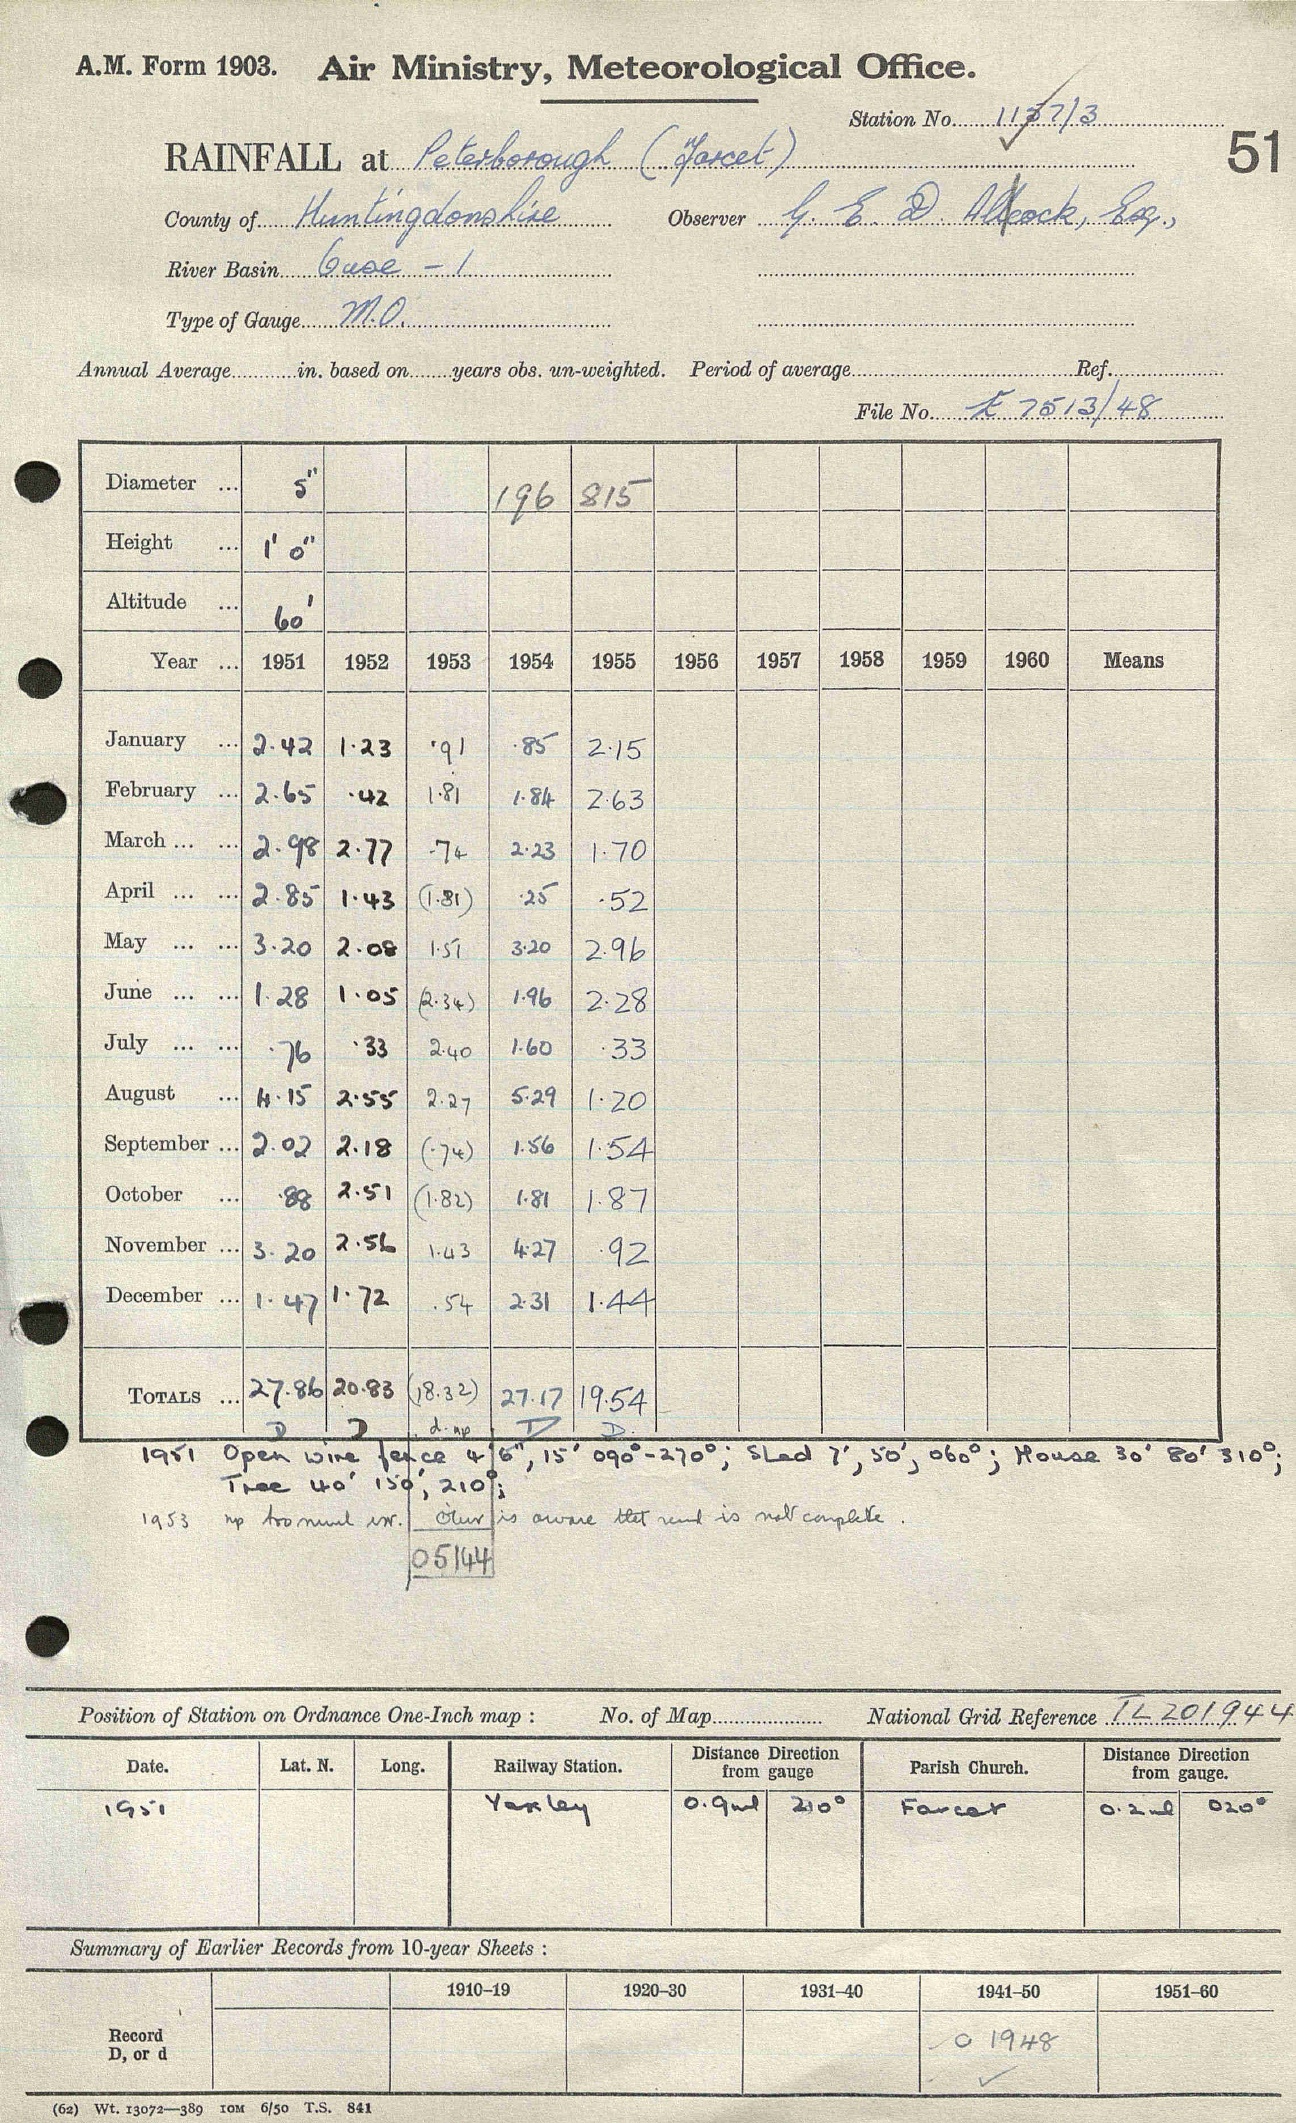 A.M. Form 1903. Air Ministry, Meteorological Office.
Station No. 1137/3
RAINFALL at Peterborough (Farcet)
51
County of Huntingdonshire Observer G. E. D. Alcock, Esq.,
River Basin Ouse - 1
Type of Gauge M.O.
Annual Average in. based on years obs. un-weighted. Period of average Ref.
File No. E 7513/48
Diameter ... 5" 196 815
Height ... 1' 0"
Altitude ... 60'
Year ... 1951 1952 1953 1954 1955 1956 1957 1958 1959 1960 Means
January ... 2.42 1.23 .91 .85 2.15
February ... 2.65 .42 1.81 1.84 2.63
March ... ... 2.98 2.77 .74 2.23 1.70
April ... ... 2.85 1.43 (1.81) .25 .52
May ... ... 3.20 2.08 1.51 3.20 2.96
June ... ... 1.28 1.05 (2.34) 1.96 2.28
July ... ... .76 .33 2.40 1.60 .33
August ... 4.15 2.55 2.27 5.29 1.20
September ... 2.02 2.18 (.74) 1.56 1.54
October ... .88 2.51 (1.82) 1.81 1.87
November ... 3.20 2.56 1.43 4.27 .92
December ... 1.47 1.72 .54 2.31 1.44
TOTALS ... 27.86 20.83 (18.32) 27.17 19.54
D D d. np D D.
1951 Open wire fence 4'6", 15' 090°-270°; Shed 7', 50', 060°; House 30' 80' 310°;
Tree 40' 150', 210°;
1953 np too much irr. Obsr is aware that record is not complete.
05144
Position of Station on Ordnance One-Inch map : No. of Map National Grid Reference TL 201944
Date. Lat. N. Long. Railway Station. Distance Direction from gauge Parish Church. Distance Direction from gauge.
1951 Yaxley 0.9ml 210° Farcet 0.2ml 020°
Summary of Earlier Records from 10-year Sheets :
1910-19 1920-30 1931-40 1941-50 1951-60
Record D, or d 0 1948
(62) Wt. 13072—389 10M 6/50 T.S. 841